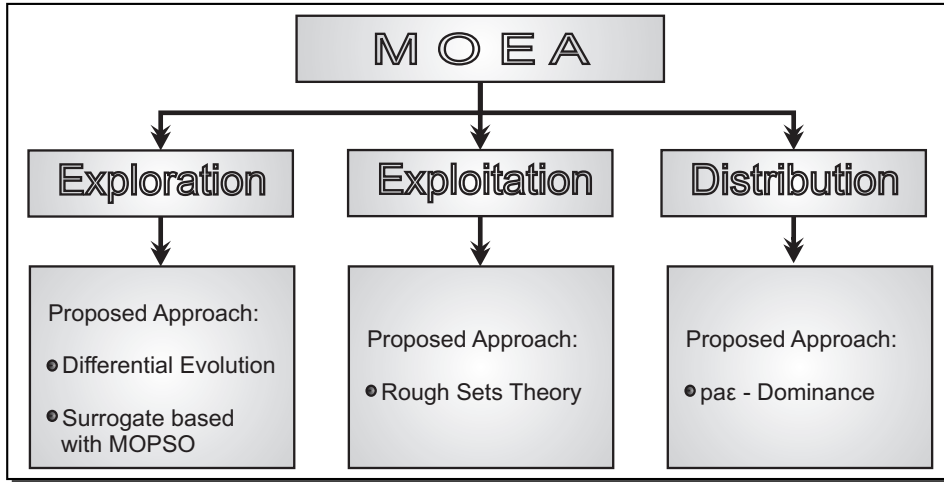 M O E A
Exploration
Exploitation
Distribution
Proposed Approach:
Differential Evolution
Surrogate based
with MOPSO
Proposed Approach:
Rough Sets Theory
Proposed Approach:
paε - Dominance